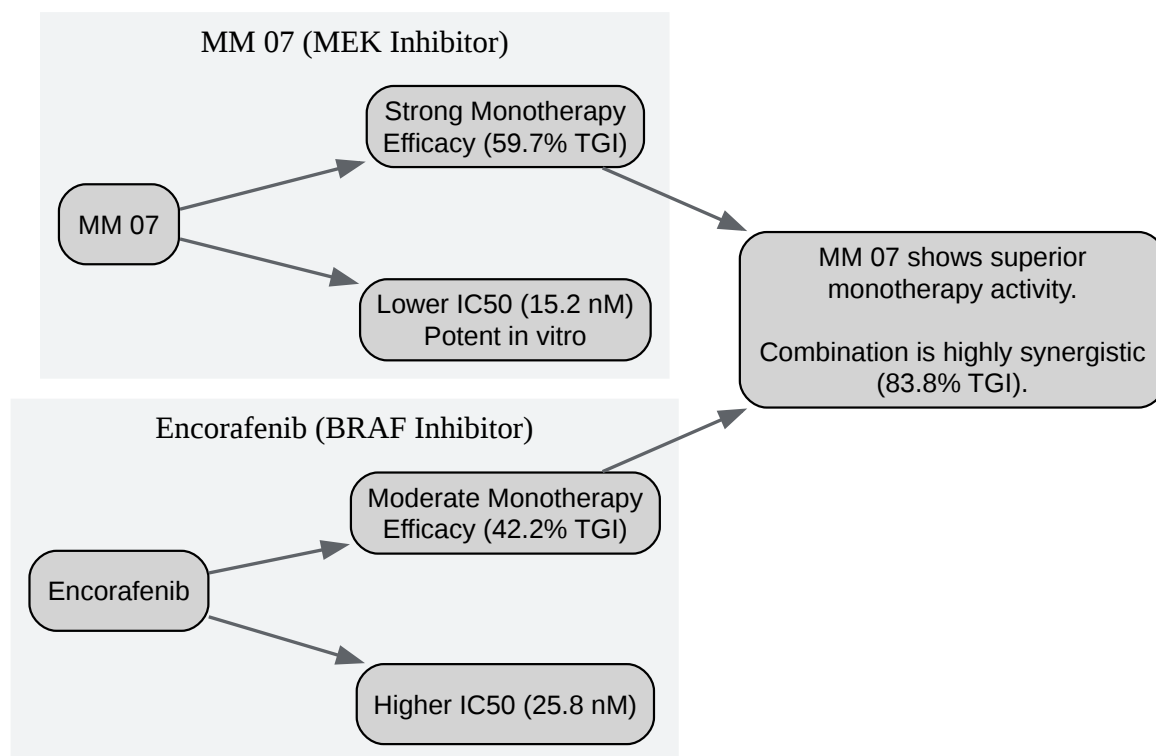 MM 07 (MEK Inhibitor)
Strong Monotherapy
Efficacy (59.7% TGI)
MM 07
Lower IC50 (15.2 nM)
Potent in vitro
MM 07 shows superior
monotherapy activity.
Combination is highly synergistic
(83.8% TGI).
Encorafenib (BRAF Inhibitor)
Moderate Monotherapy
Efficacy (42.2% TGI)
Encorafenib
Higher IC50 (25.8 nM)